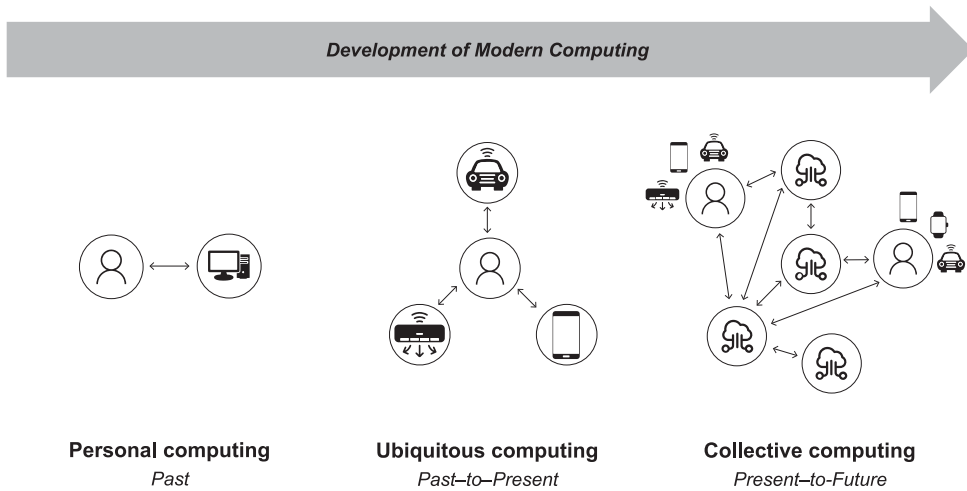 Development of Modern Computing
Personal computing
Past
Ubiquitous computing
Past–to–Present
Collective computing
Present–to-Future